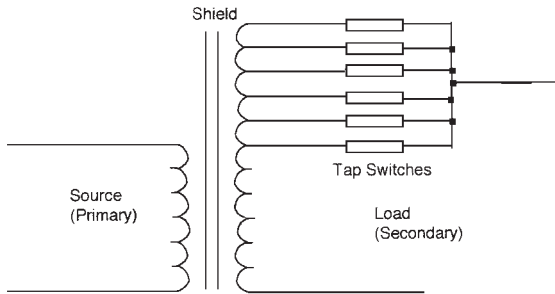 Shield
Tap Switches
Source
(Primary)
Load
(Secondary)